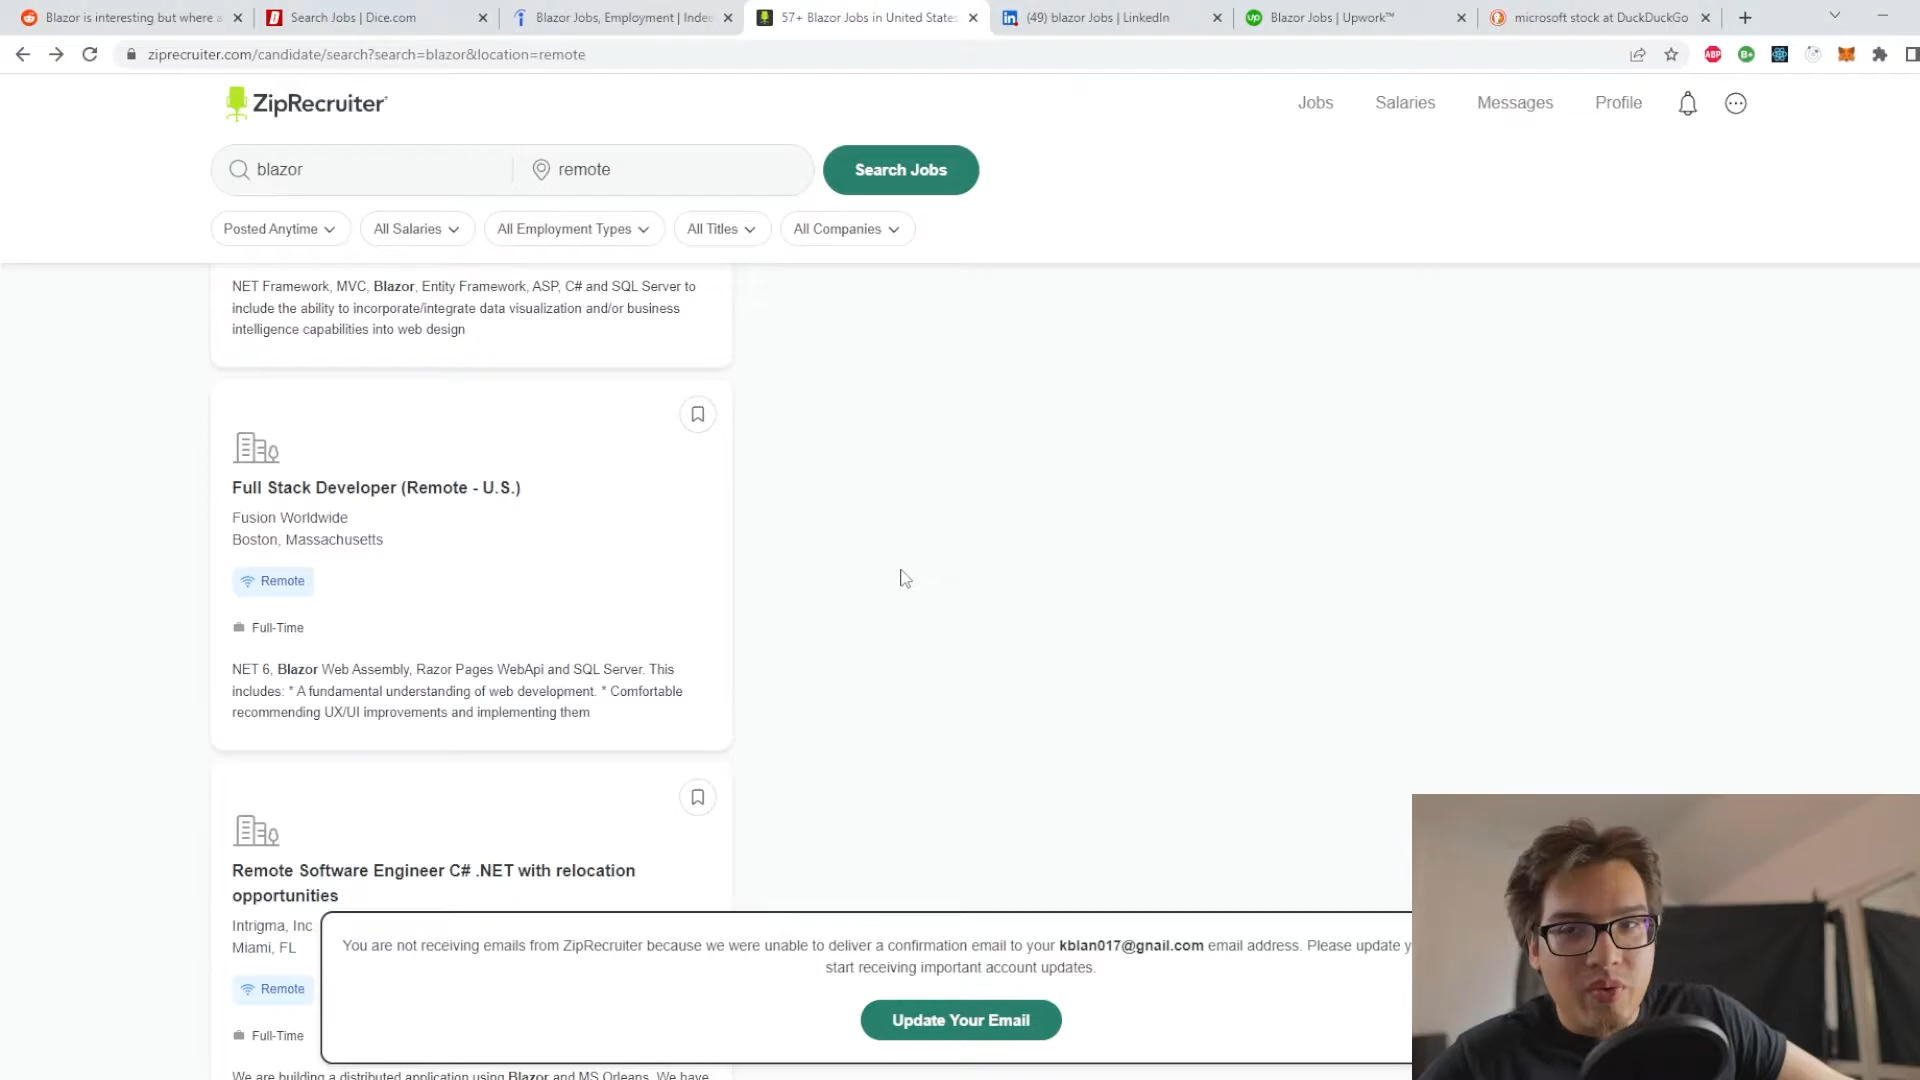 Blazor is interesting but where a
Search Jobs | Dice.com
Blazor Jobs, Employment | Indee
57+ Blazor Jobs in United States
(49) blazor Jobs | LinkedIn
Blazor Jobs | Upwork™
microsoft stock at DuckDuckGo
ziprecruiter.com/candidate/search?search=blazor&location=remote
ZipRecruiter
Jobs
Salaries
Messages
Profile
blazor
remote
Search Jobs
Posted Anytime
All Salaries
All Employment Types
All Titles
All Companies
NET Framework, MVC, Blazor, Entity Framework, ASP, C# and SQL Server to
include the ability to incorporate/integrate data visualization and/or business
intelligence capabilities into web design
Full Stack Developer (Remote - U.S.)
Fusion Worldwide
Boston, Massachusetts
Remote
Full-Time
NET 6, Blazor Web Assembly, Razor Pages WebApi and SQL Server. This
includes: * A fundamental understanding of web development. * Comfortable
recommending UX/UI improvements and implementing them
Remote Software Engineer C# .NET with relocation
opportunities
Intrigma, Inc
Miami, FL
Remote
Full-Time
We are building a distributed application using Blazor and MS Orleans. We have
You are not receiving emails from ZipRecruiter because we were unable to deliver a confirmation email to your kblan017@gnail.com email address. Please update y
start receiving important account updates.
Update Your Email
ABP